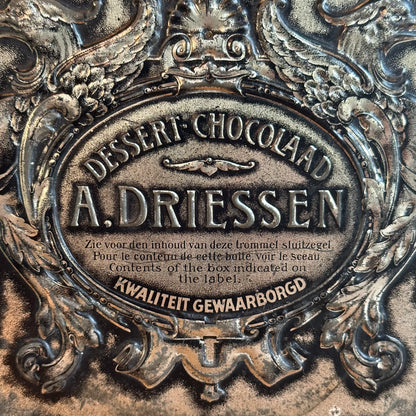 DESSERT-CHOCOLAAD
A. DRIESSEN
Zie voor den inhoud van deze trommel sluitzegel.
Pour le contenu de cette boite, voir le sceau.
Contents of the box indicated on
the label.
KWALITEIT GEWAARBORGD